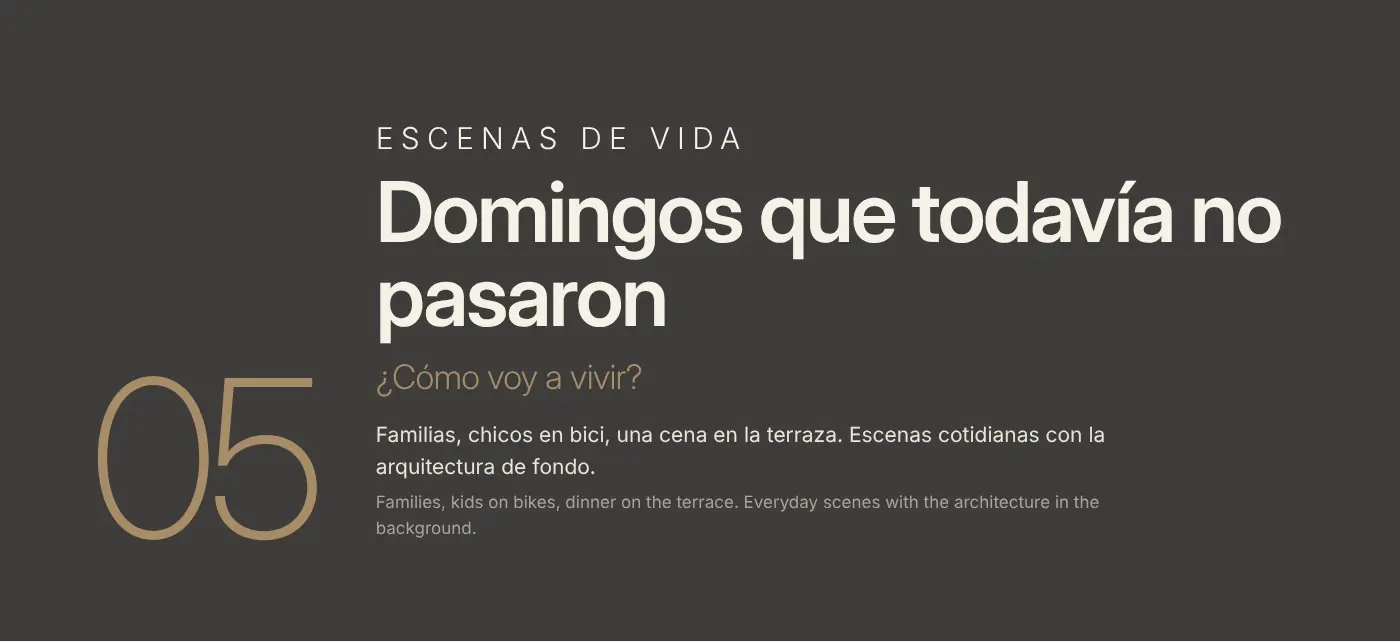 ESCENAS DE VIDA
Domingos que todavía no
pasaron
05
¿Cómo voy a vivir?
Familias, chicos en bici, una cena en la terraza. Escenas cotidianas con la
arquitectura de fondo.
Families, kids on bikes, dinner on the terrace. Everyday scenes with the architecture in the
background.